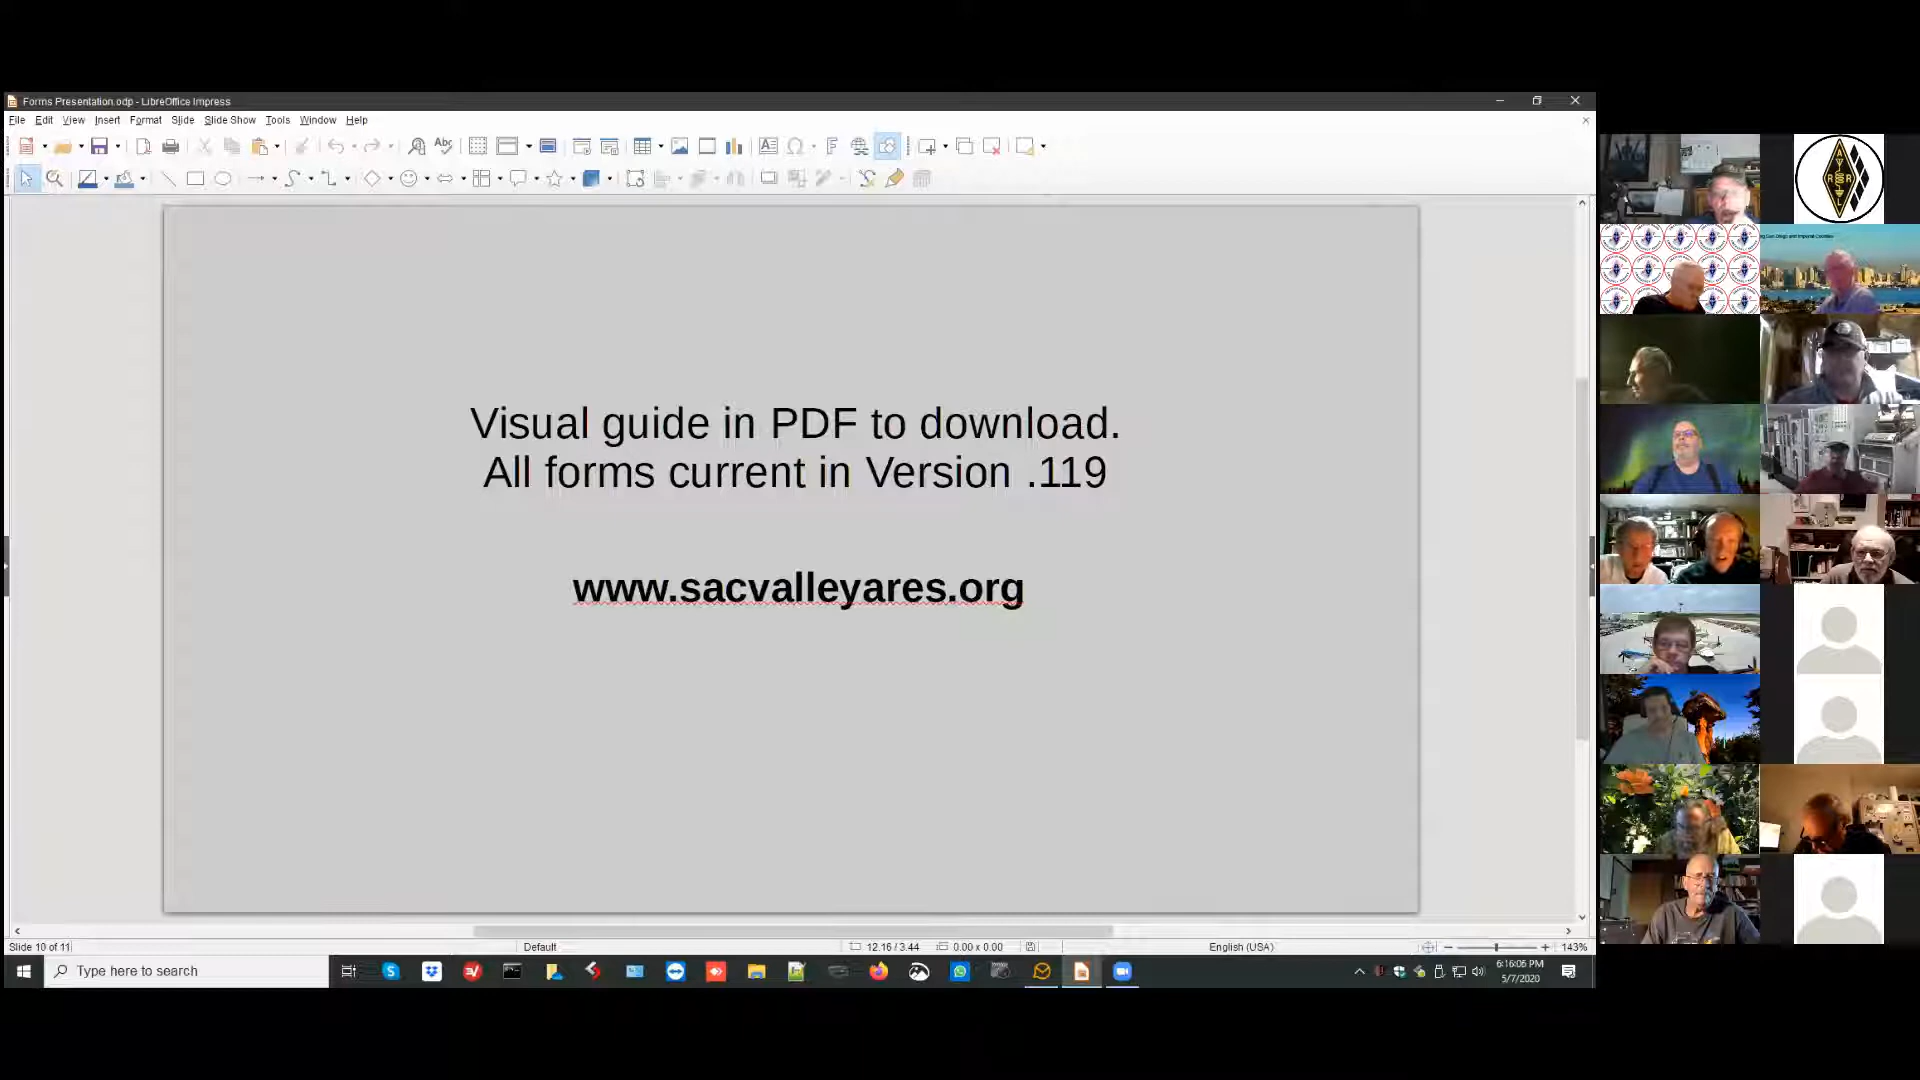 Forms Presentation.odp - LibreOffice Impress
File Edit View Insert Format Slide Slide Show Tools Window Help
Visual guide in PDF to download.
All forms current in Version .119
www.sacvalleyares.org
Slide 10 of 11 Default 12.16 / 3.44 0.00 x 0.00 English (USA) 143%
Type here to search
6:16:06 PM
5/7/2020
A
R R
L